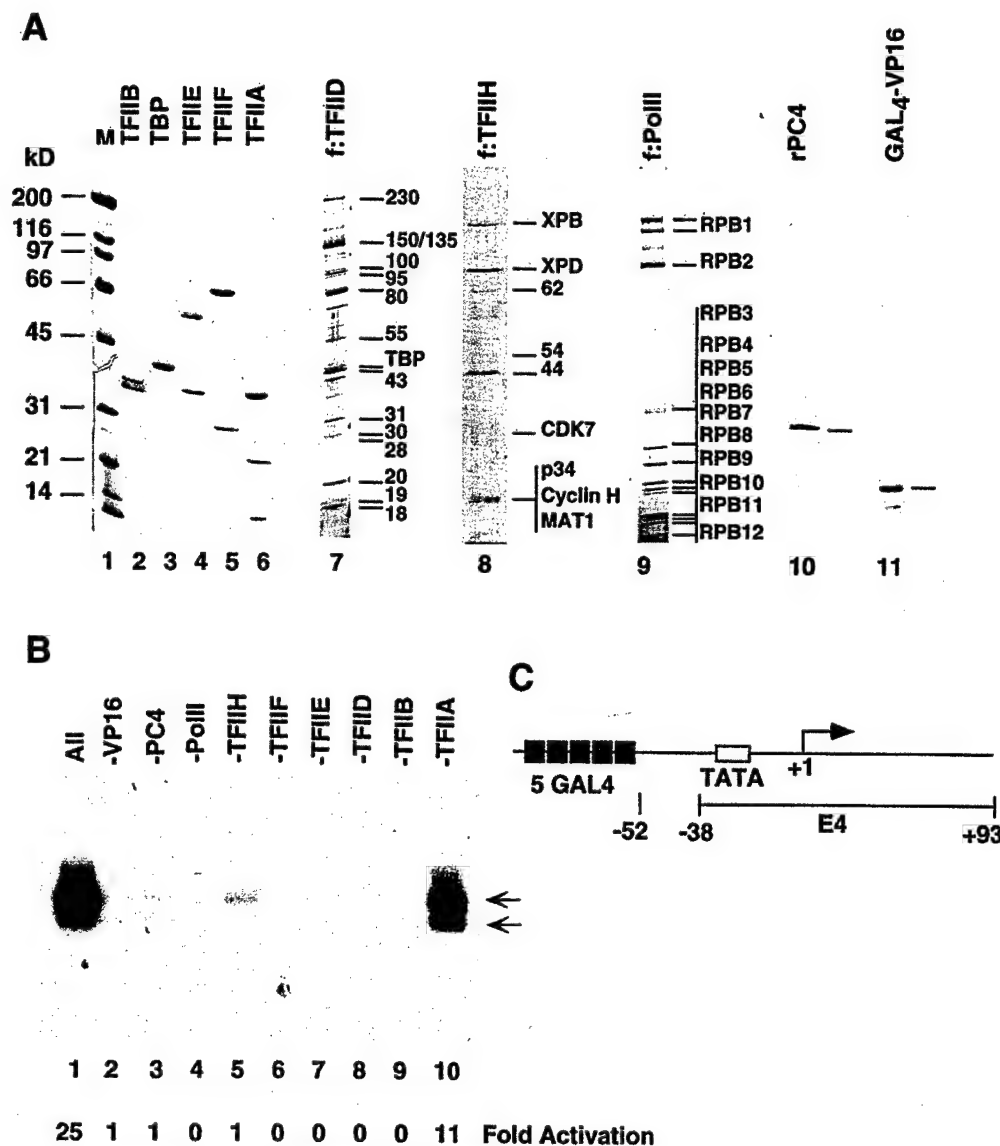 A
kD
M
TFIIB
TBP
TFIIE
TFIIF
TFIIA
f:TFIID
f:TFIIH
f:PolII
rPC4
GAL4-VP16
200
116
97
66
45
31
21
14
230
150/135
100
95
80
55
TBP
43
31
30
28
20
19
18
XPB
XPD
62
54
44
CDK7
p34
Cyclin H
MAT1
RPB1
RPB2
RPB3
RPB4
RPB5
RPB6
RPB7
RPB8
RPB9
RPB10
RPB11
RPB12
1 2 3 4 5 6 7 8 9 10 11
B
All
-VP16
-PC4
-PolII
-TFIIH
-TFIIF
-TFIIE
-TFIID
-TFIIB
-TFIIA
1 2 3 4 5 6 7 8 9 10
25 1 1 0 1 0 0 0 0 11 Fold Activation
C
5 GAL4
TATA
+1
-52
-38
E4
+93